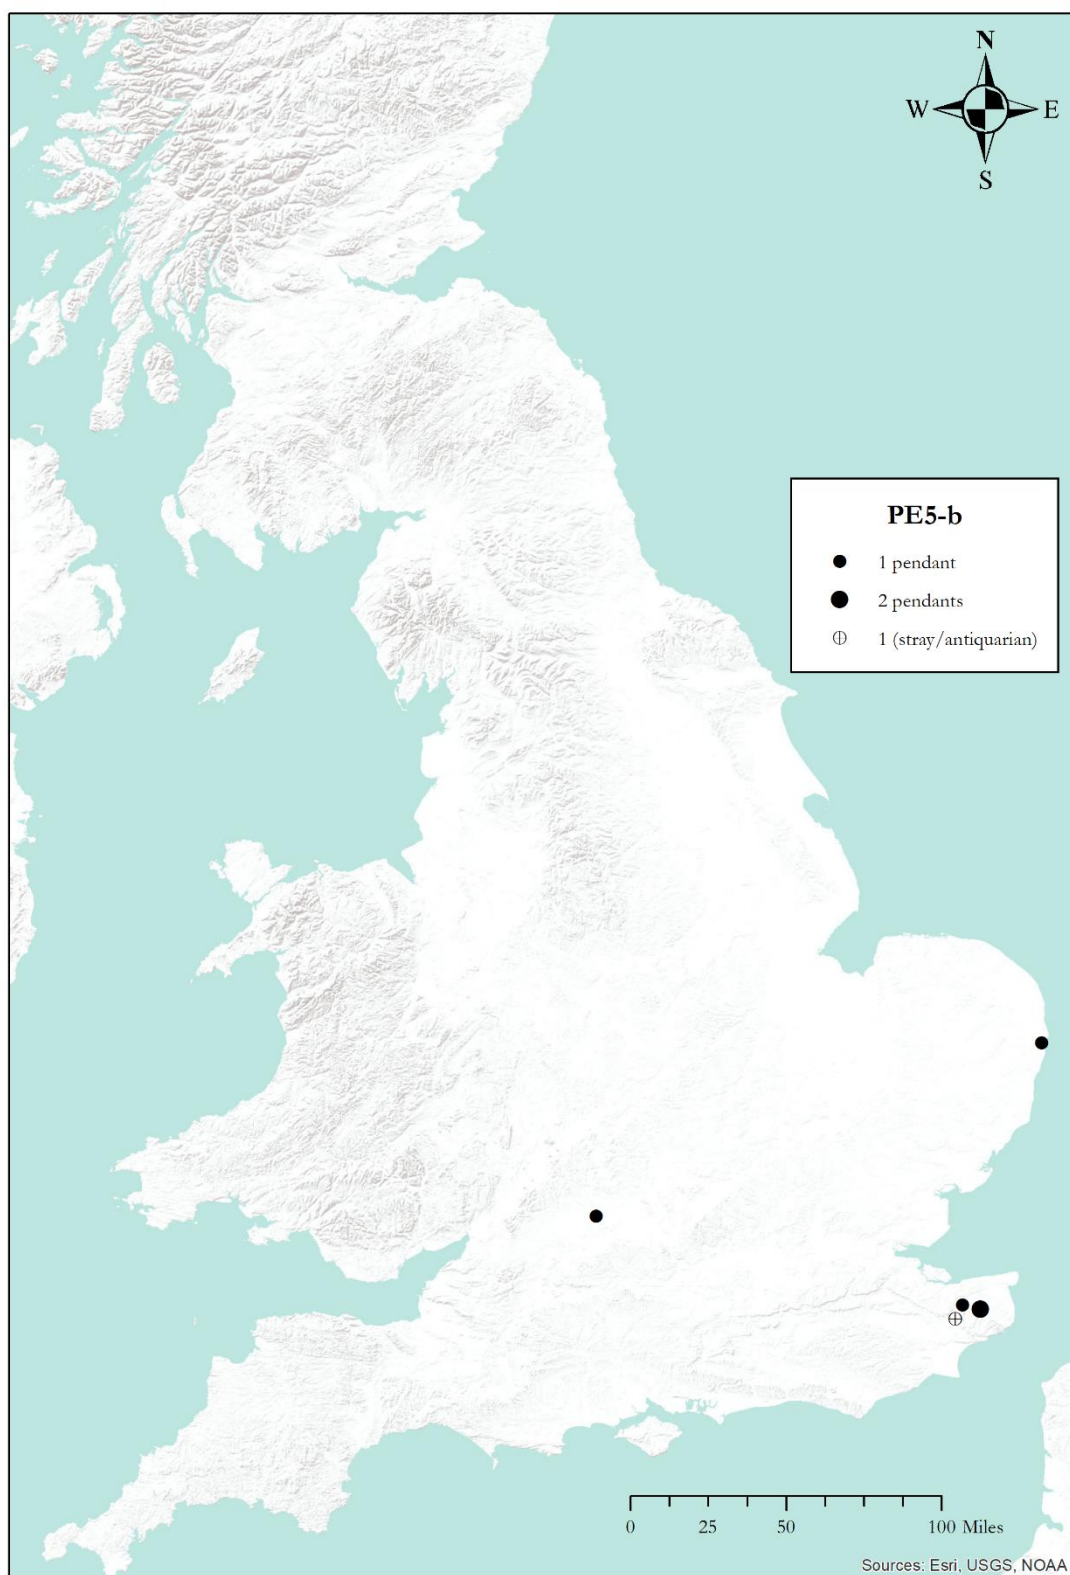 N
W E
S
PE5-b
1 pendant
2 pendants
1 (stray/antiquarian)
0 25 50 100 Miles
Sources: Esri, USGS, NOAA